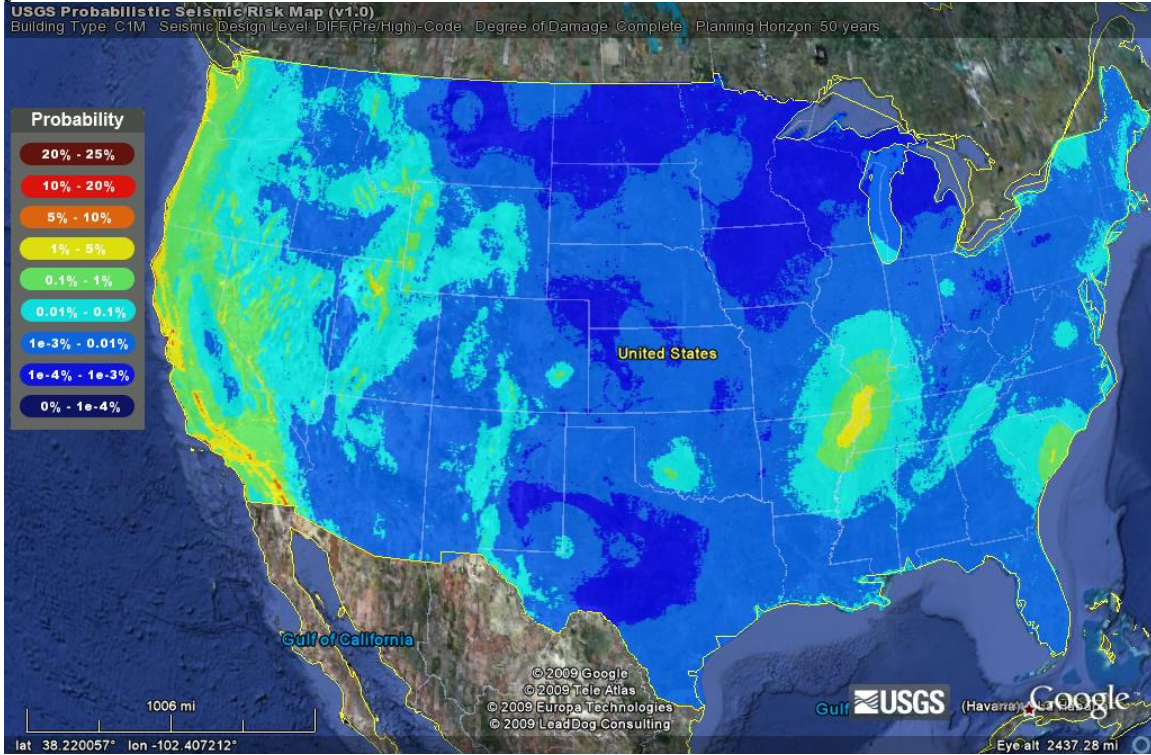 USGS Probabilistic Seismic Risk Map (v1.0)
Building Type: C1M Seismic Design Level: DIFF(Pre/High)-Code Degree of Damage: Complete Planning Horizon: 50 years
Probability
20% - 25%
10% - 20%
5% - 10%
1% - 5%
0.1% - 1%
0.01% - 0.1%
1e-3% - 0.01%
1e-4% - 1e-3%
0% - 1e-4%
United States
Gulf of California
© 2009 Google
© 2009 Tele Atlas
© 2009 Europa Technologies
© 2009 LeadDog Consulting
1006 mi
Gulf
USGS
(Havana)
Google
lat 38.220057° lon -102.407212°
Eye alt 2437.28 mi